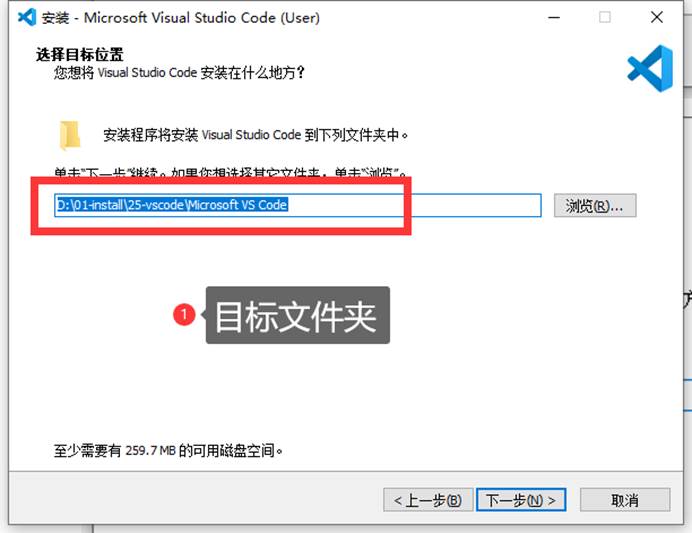 安装 - Microsoft Visual Studio Code (User)
选择目标位置
您想将 Visual Studio Code 安装在什么地方？
安装程序将安装 Visual Studio Code 到下列文件夹中。
单击“下一步”继续。如果您想选择其它文件夹，单击“浏览”。
D:\01-install\25-vscode\Microsoft VS Code
浏览(R)...
1 目标文件夹
至少需要有 259.7 MB 的可用磁盘空间。
< 上一步(B) 下一步(N) > 取消